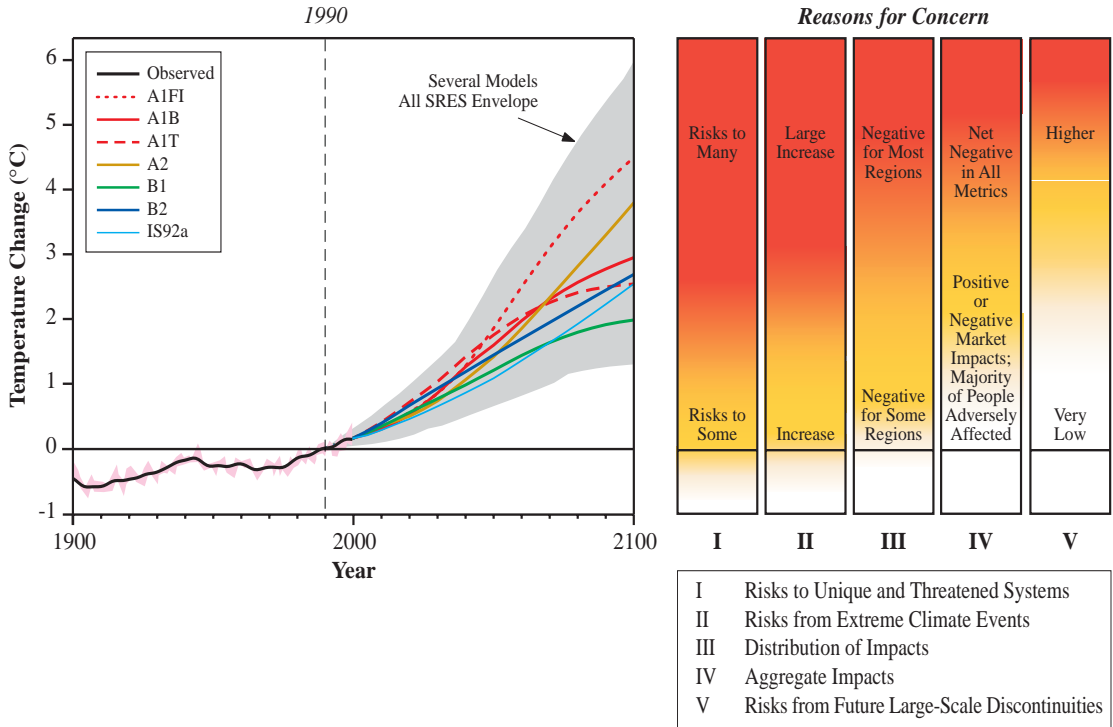 1990
Reasons for Concern
6
5
4
3
2
1
0
-1
Temperature Change (°C)
Observed
A1FI
A1B
A1T
A2
B1
B2
IS92a
Several Models
All SRES Envelope
1900
2000
2100
Year
Risks to
Many
Risks to
Some
Large
Increase
Increase
Negative
for Most
Regions
Negative
for Some
Regions
Net
Negative
in All
Metrics
Positive
or
Negative
Market
Impacts;
Majority
of People
Adversely
Affected
Higher
Very
Low
I
II
III
IV
V
I Risks to Unique and Threatened Systems
II Risks from Extreme Climate Events
III Distribution of Impacts
IV Aggregate Impacts
V Risks from Future Large-Scale Discontinuities